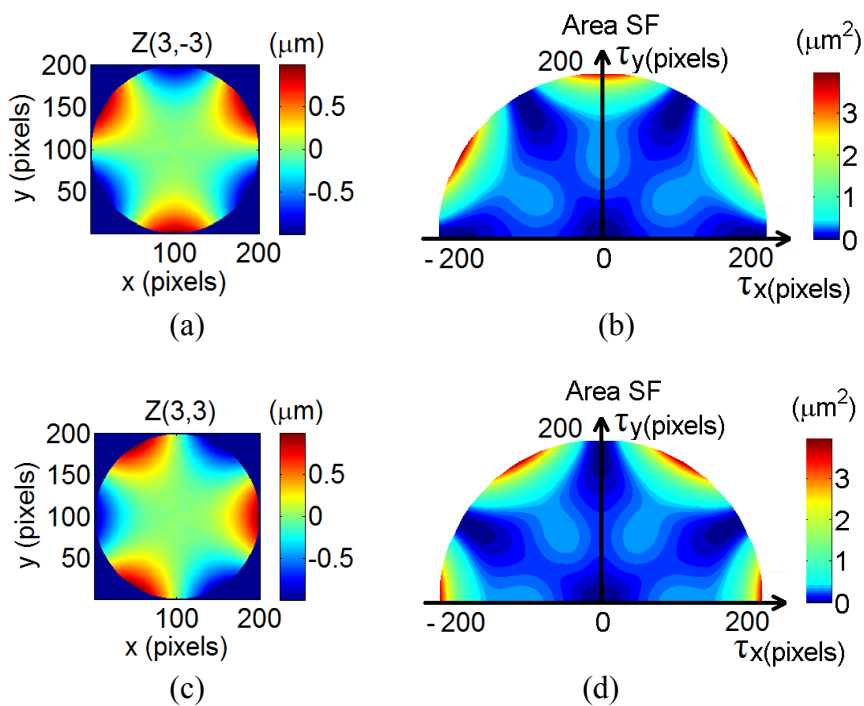 Z(3,-3) (μm)
200
150
100
50
y (pixels)
100 200
x (pixels)
0.5
0
-0.5
(a)
Area SF (μm²)
200 τy(pixels)
3
2
1
0
-200 0 200
τx(pixels)
(b)
Z(3,3) (μm)
200
150
100
50
y (pixels)
100 200
x (pixels)
0.5
0
-0.5
(c)
Area SF (μm²)
200 τy(pixels)
3
2
1
0
-200 0 200
τx(pixels)
(d)